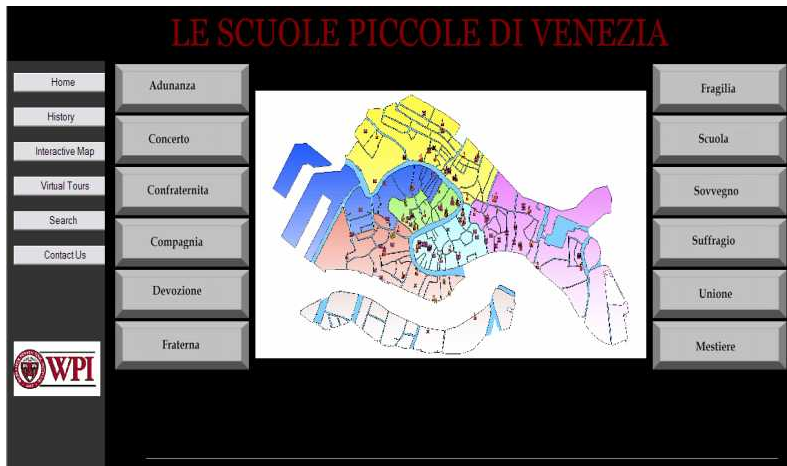 LE SCUOLE PICCOLE DI VENEZIA
Home
History
Interactive Map
Virtual Tours
Search
Contact Us
WPI
Adunanza
Concerto
Confraternita
Compagnia
Devozione
Fraterna
Fragilia
Scuola
Sovvegno
Suffragio
Unione
Mestiere